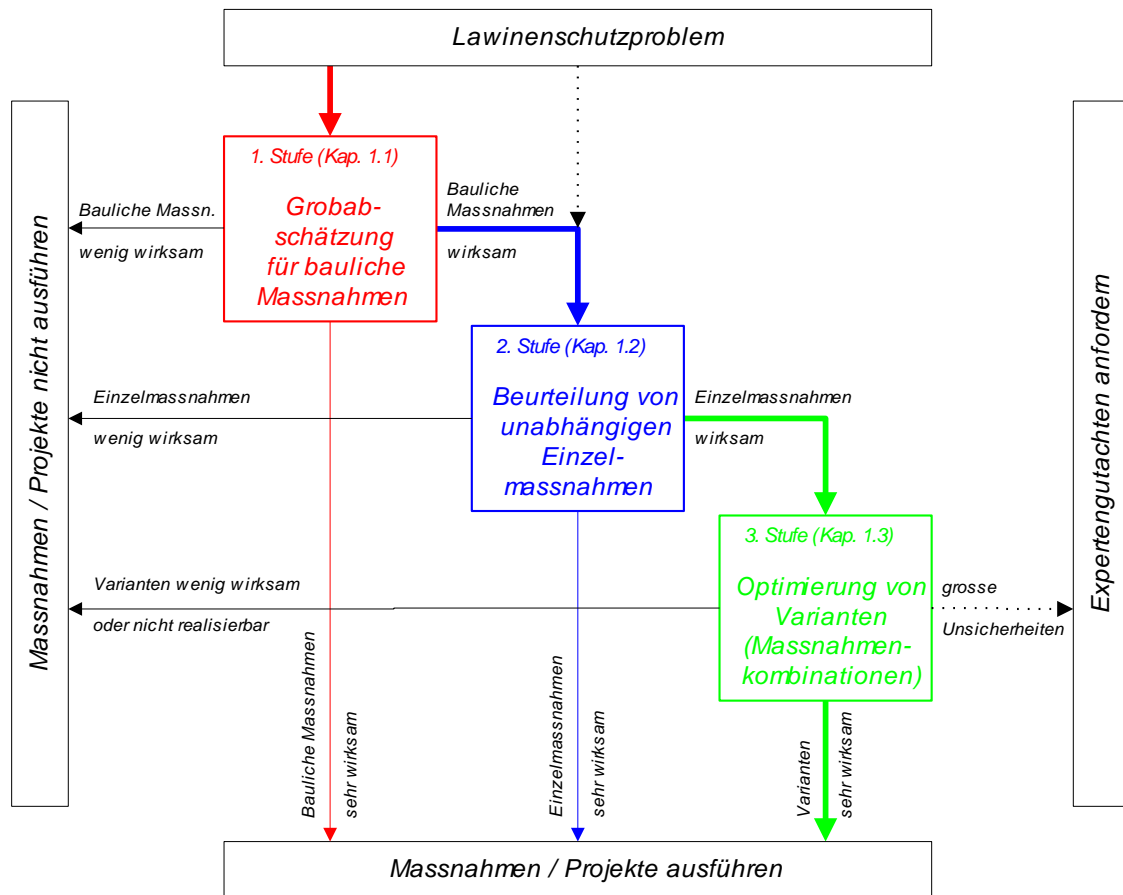 Lawinenschutzproblem
Massnahmen / Projekte nicht ausführen
Expertengutachten anfordern
1. Stufe (Kap. 1.1)
Grobab-
schätzung
für bauliche
Massnahmen
Bauliche Massn.
wenig wirksam
Bauliche
Massnahmen
wirksam
2. Stufe (Kap. 1.2)
Beurteilung von
unabhängigen
Einzel-
massnahmen
Einzelmassnahmen
wenig wirksam
Einzelmassnahmen
wirksam
3. Stufe (Kap. 1.3)
Optimierung von
Varianten
(Massnahmen-
kombinationen)
Varianten wenig wirksam
oder nicht realisierbar
grosse
Unsicherheiten
Bauliche Massnahmen
sehr wirksam
Einzelmassnahmen
sehr wirksam
Varianten
sehr wirksam
Massnahmen / Projekte ausführen